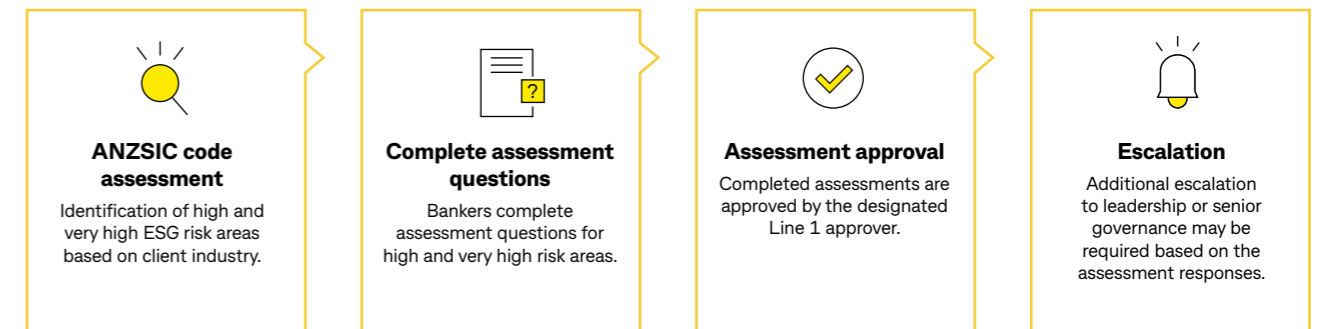 ANZSIC code
assessment
Identification of high and
very high ESG risk areas
based on client industry.
?
Complete assessment
questions
Bankers complete
assessment questions for
high and very high risk areas.
Assessment approval
Completed assessments are
approved by the designated
Line 1 approver.
Escalation
Additional escalation
to leadership or senior
governance may be
required based on the
assessment responses.